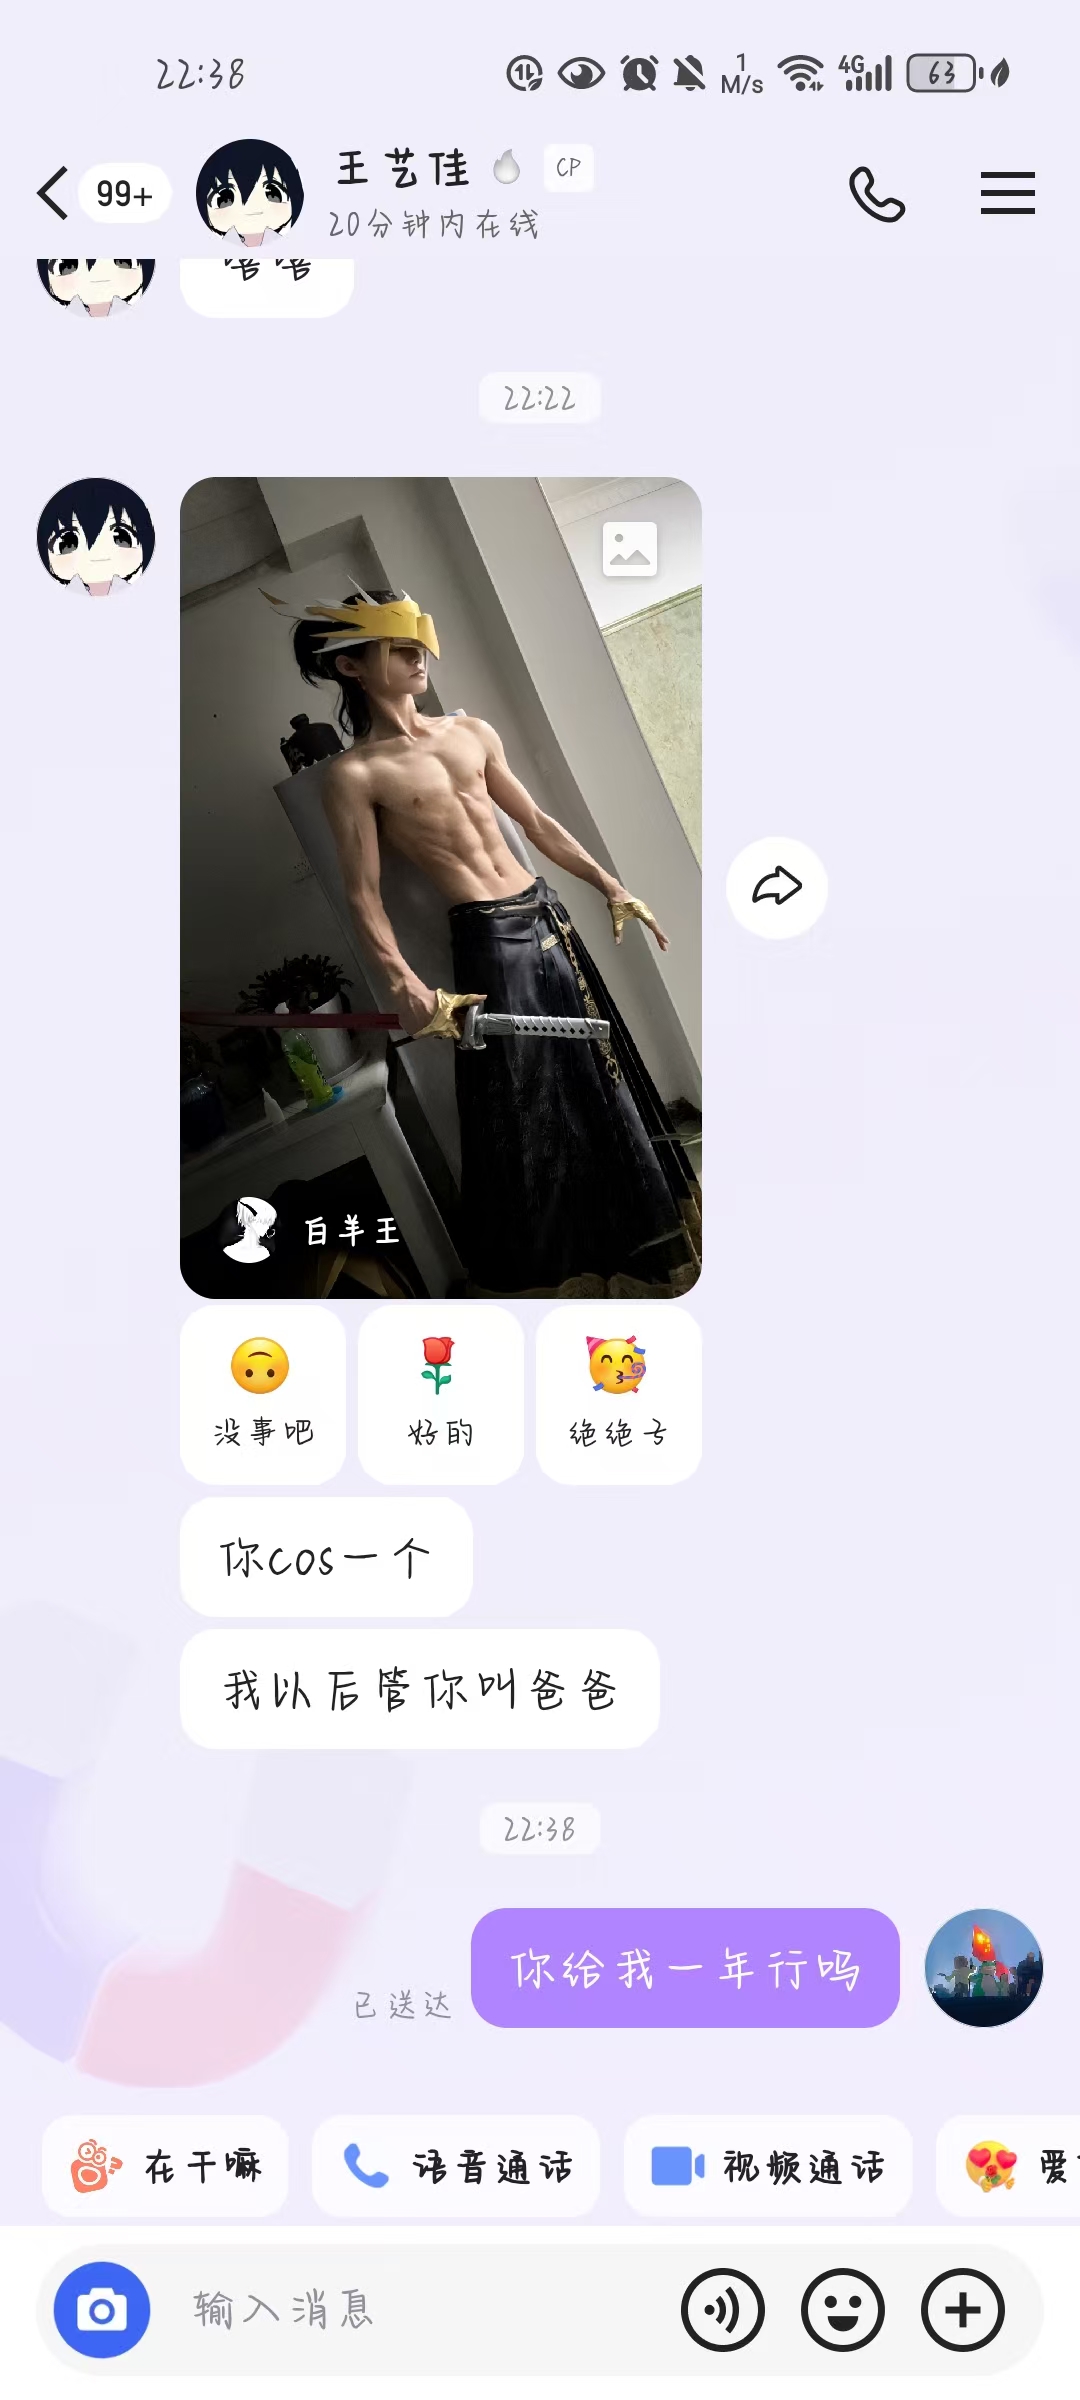 22:38
1
M/s
4G
63
99+
王艺佳
CP
20分钟内在线
嘻嘻
22:22
白羊王
没事吧
好的
绝绝子
你cos一个
我以后管你叫爸爸
22:38
你给我一年行吗
已送达
在干嘛
语音通话
视频通话
爱
输入消息